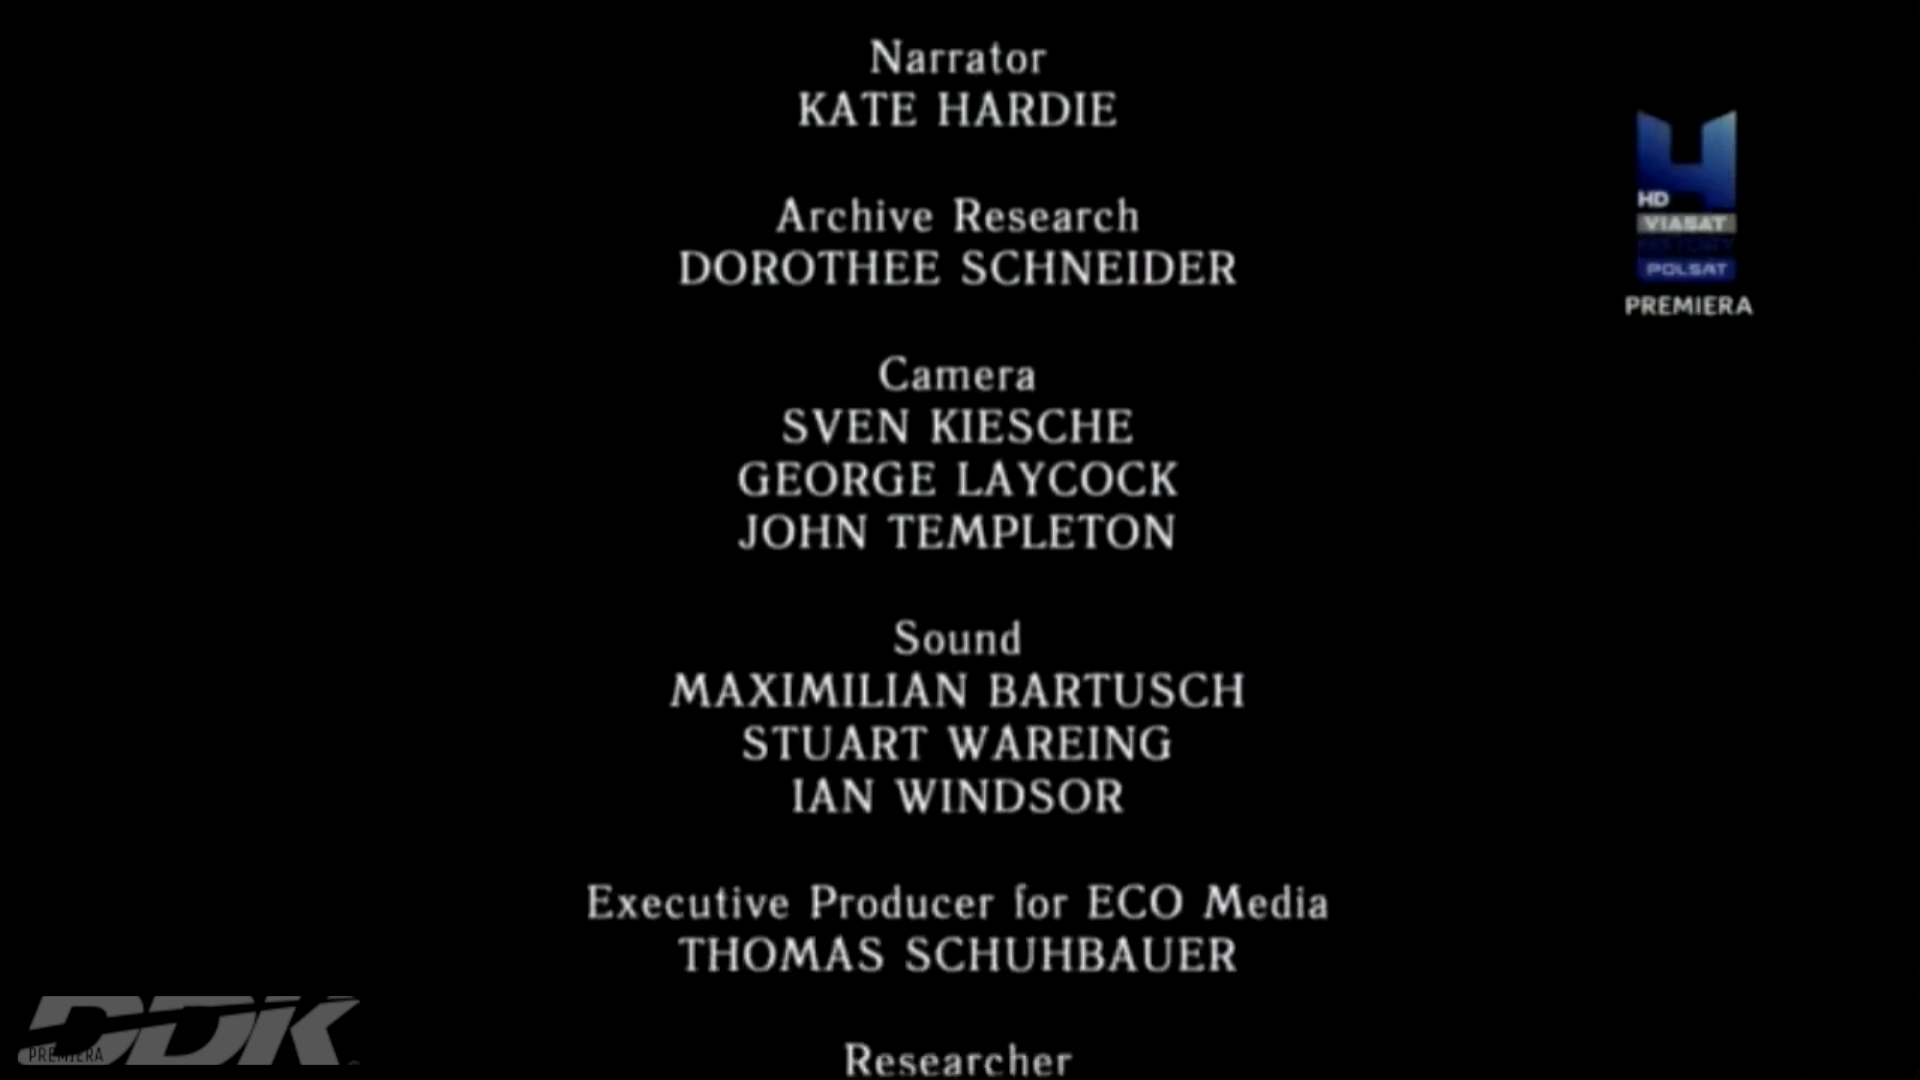 Narrator
KATE HARDIE
Archive Research
DOROTHEE SCHNEIDER
Camera
SVEN KIESCHE
GEORGE LAYCOCK
JOHN TEMPLETON
Sound
MAXIMILIAN BARTUSCH
STUART WAREING
IAN WINDSOR
Executive Producer for ECO Media
THOMAS SCHUHBAUER
Researcher
HD
VIASAT
HISTORY
POLSAT
PREMIERA
DDK
PREMIERA